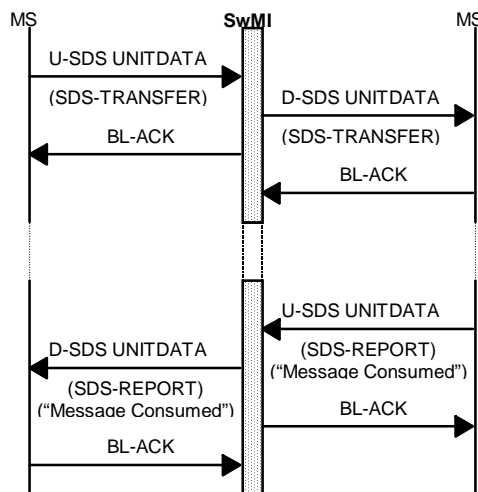 MS SwMI MS
U-SDS UNITDATA
(SDS-TRANSFER)
D-SDS UNITDATA
(SDS-TRANSFER)
BL-ACK
BL-ACK
U-SDS UNITDATA
(SDS-REPORT)
(“Message Consumed”)
D-SDS UNITDATA
(SDS-REPORT)
(“Message Consumed”)
BL-ACK
BL-ACK